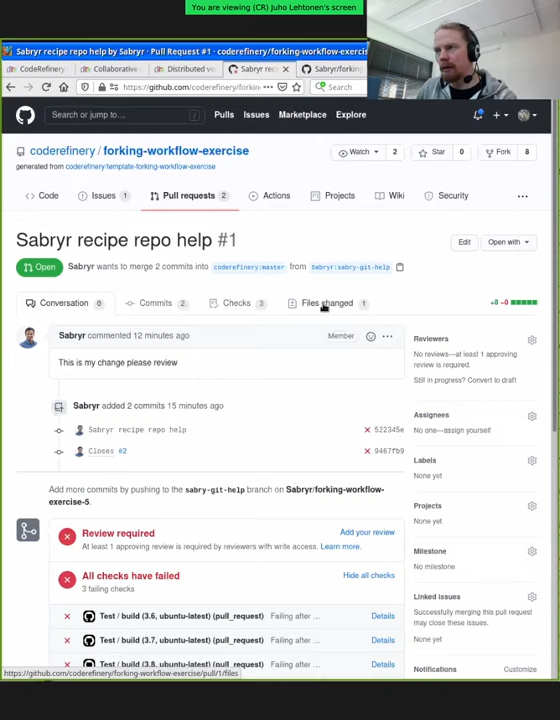 You are viewing (CR) Juho Lehtonen's screen
Sabryr recipe repo help by Sabryr · Pull Request #1 · coderefinery/forking-workflow-exercis
CodeRefinery
Collaborative
Distributed va
Sabryr rec
Sabryr/forking
https://github.com/coderefinery/forkin
Search
Search or jump to…
/
Pulls
Issues
Marketplace
Explore
coderefinery / forking-workflow-exercise
generated from coderefinery/template-forking-workflow-exercise
Watch
2
Star
0
Fork
8
Code
Issues
1
Pull requests
2
Actions
Projects
Wiki
Security
Sabryr recipe repo help #1
Edit
Open with
Open
Sabryr wants to merge 2 commits into coderefinery:master from Sabryr:sabry-git-help
Conversation
0
Commits
2
Checks
3
Files changed
1
+8 −0
Sabryr commented 12 minutes ago
Member
This is my change please review
Sabryr added 2 commits 15 minutes ago
Sabryr recipe repo help
522345e
Closes #2
9467fb9
Add more commits by pushing to the sabry-git-help branch on Sabryr/forking-workflow-
exercise-5.
Review required
Add your review
At least 1 approving review is required by reviewers with write access. Learn more.
All checks have failed
Hide all checks
3 failing checks
Test / build (3.6, ubuntu-latest) (pull_request)
Failing after …
Details
Test / build (3.7, ubuntu-latest) (pull_request)
Failing after …
Details
Test / build (3.8, ubuntu-latest) (pull_request)
Failing after …
Details
Reviewers
No reviews—at least 1 approving
review is required.
Still in progress? Convert to draft
Assignees
No one—assign yourself
Labels
None yet
Projects
None yet
Milestone
No milestone
Linked issues
Successfully merging this pull request
may close these issues.
None yet
Notifications
Customize
https://github.com/coderefinery/forking-workflow-exercise/pull/1/files